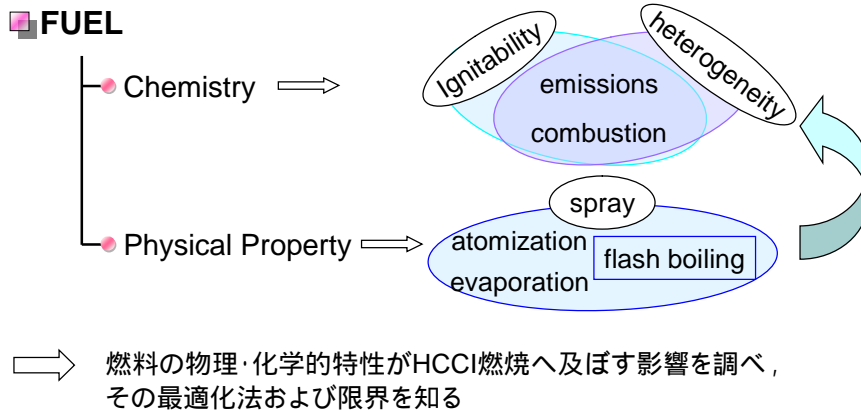 FUEL
Chemistry
Ignitability
heterogeneity
emissions
combustion
Physical Property
spray
atomization
flash boiling
evaporation
燃料の物理・化学的特性がHCCI燃焼へ及ぼす影響を調べ,
その最適化法および限界を知る